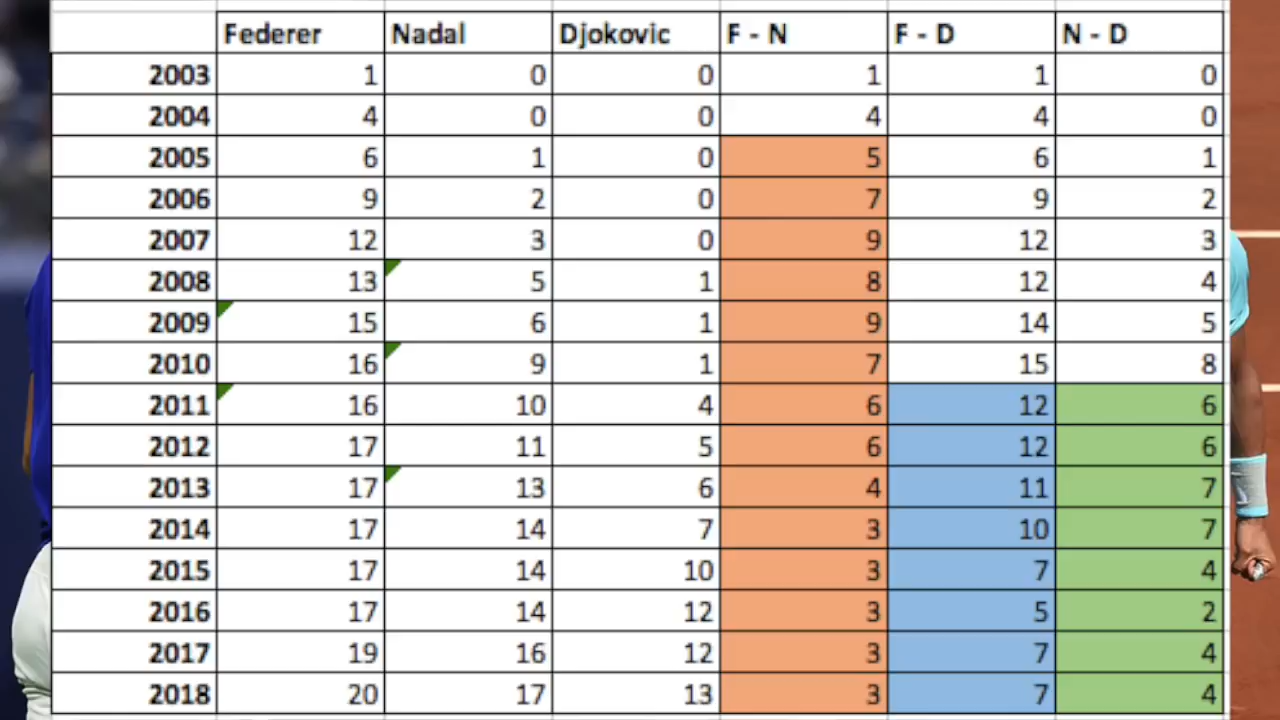 Federer Nadal Djokovic F - N F - D N - D
2003 1 0 0 1 1 0
2004 4 0 0 4 4 0
2005 6 1 0 5 6 1
2006 9 2 0 7 9 2
2007 12 3 0 9 12 3
2008 13 5 1 8 12 4
2009 15 6 1 9 14 5
2010 16 9 1 7 15 8
2011 16 10 4 6 12 6
2012 17 11 5 6 12 6
2013 17 13 6 4 11 7
2014 17 14 7 3 10 7
2015 17 14 10 3 7 4
2016 17 14 12 3 5 2
2017 19 16 12 3 7 4
2018 20 17 13 3 7 4